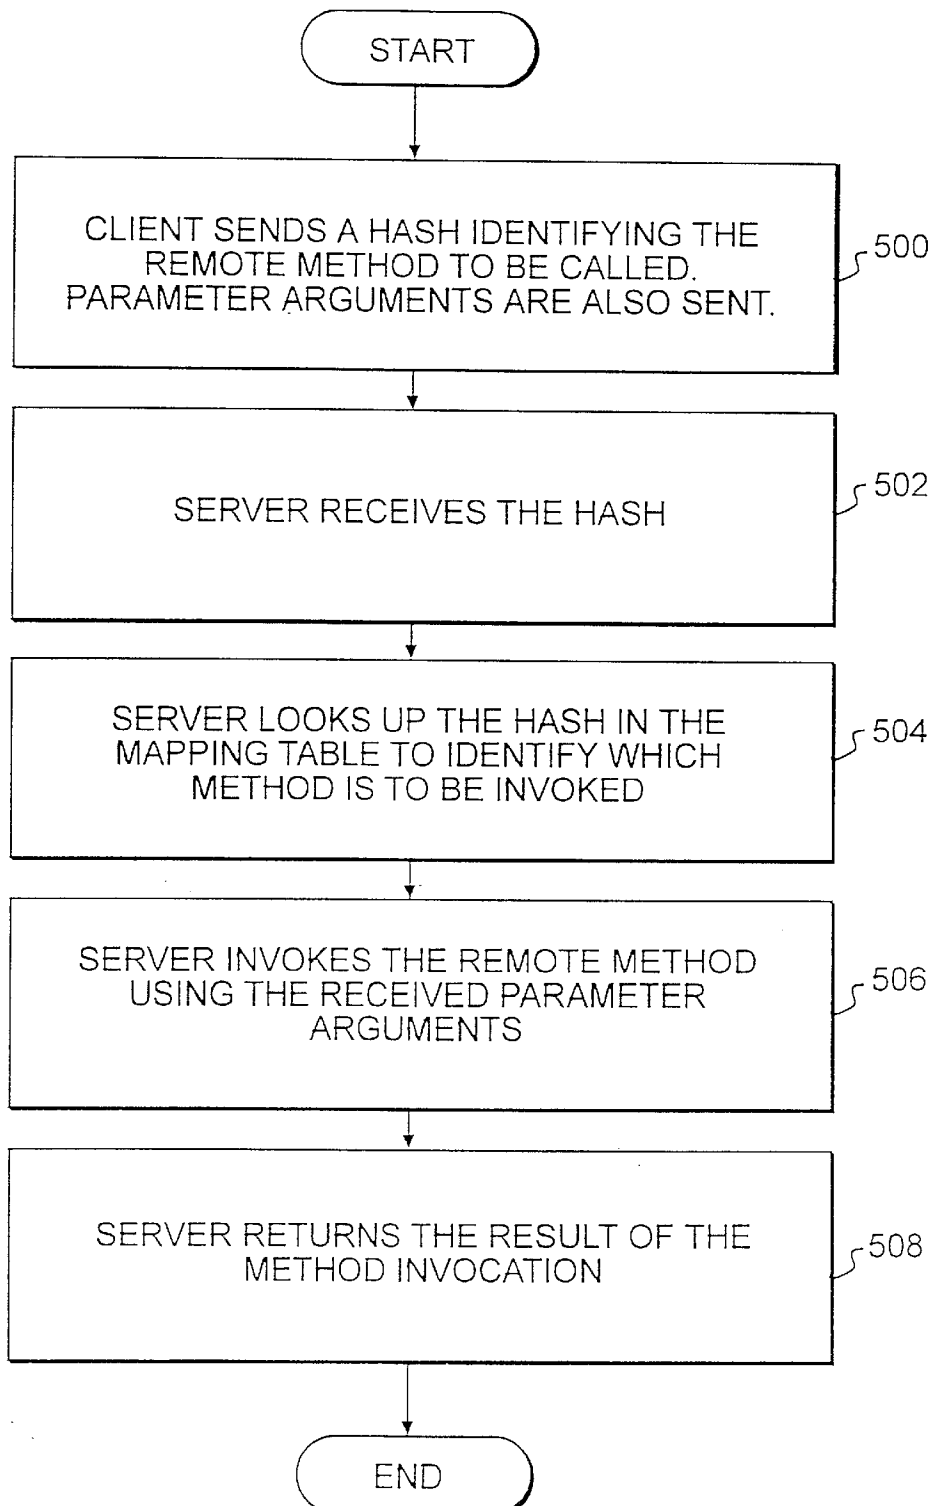 START
CLIENT SENDS A HASH IDENTIFYING THE
REMOTE METHOD TO BE CALLED.
PARAMETER ARGUMENTS ARE ALSO SENT.
500
SERVER RECEIVES THE HASH
502
SERVER LOOKS UP THE HASH IN THE
MAPPING TABLE TO IDENTIFY WHICH
METHOD IS TO BE INVOKED
504
SERVER INVOKES THE REMOTE METHOD
USING THE RECEIVED PARAMETER
ARGUMENTS
506
SERVER RETURNS THE RESULT OF THE
METHOD INVOCATION
508
END